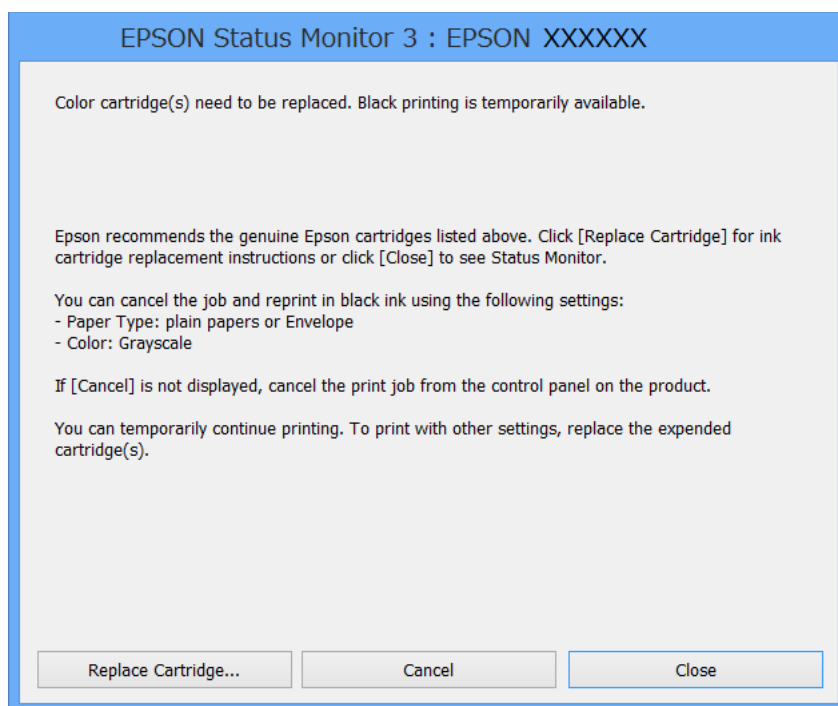 EPSON Status Monitor 3 : EPSON XXXXXX
Color cartridge(s) need to be replaced. Black printing is temporarily available.
Epson recommends the genuine Epson cartridges listed above. Click [Replace Cartridge] for ink
cartridge replacement instructions or click [Close] to see Status Monitor.
You can cancel the job and reprint in black ink using the following settings:
- Paper Type: plain papers or Envelope
- Color: Grayscale
If [Cancel] is not displayed, cancel the print job from the control panel on the product.
You can temporarily continue printing. To print with other settings, replace the expended
cartridge(s).
Replace Cartridge... Cancel Close